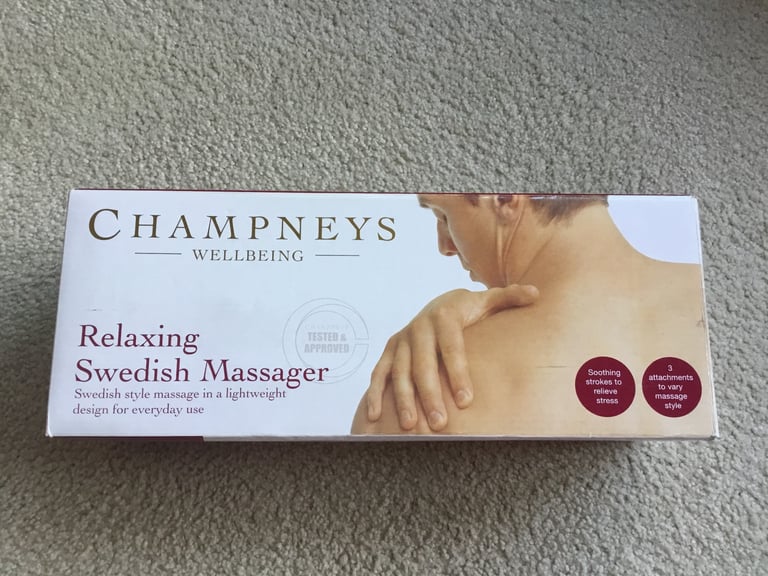 CHAMPNEYS
WELLBEING
CHAMPNEYS
TESTED &
APPROVED
Relaxing
Swedish Massager
Swedish style massage in a lightweight
design for everyday use
Soothing
strokes to
relieve
stress
3
attachments
to vary
massage
style